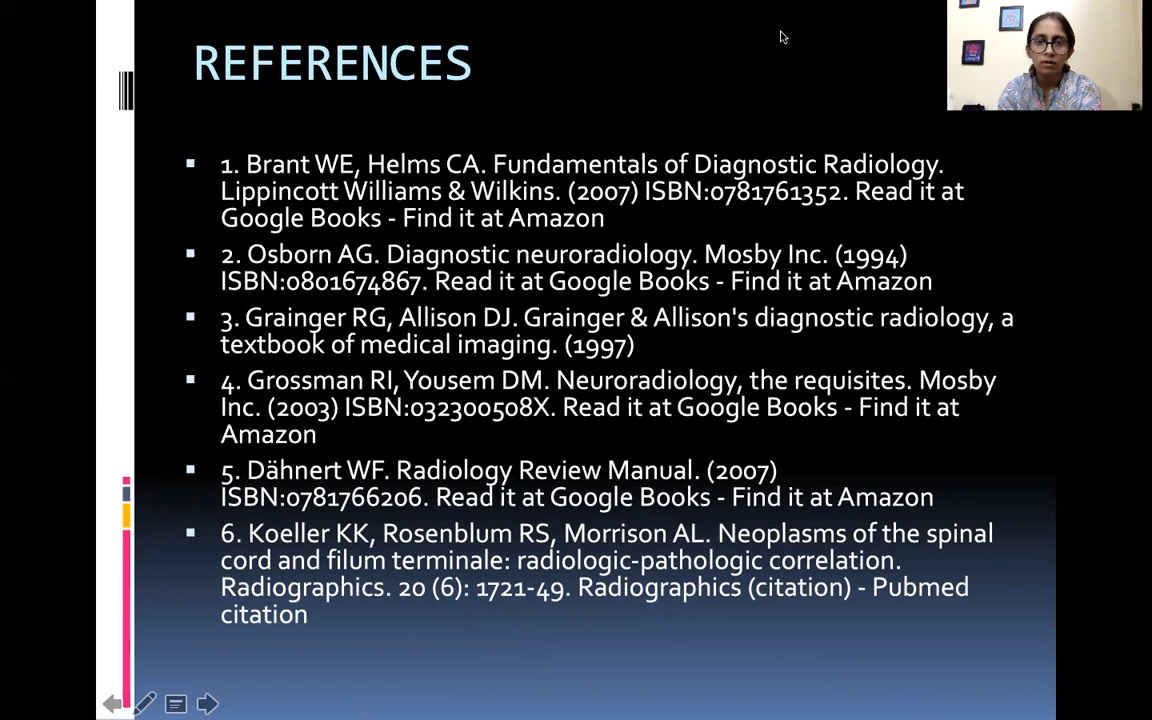 REFERENCES
1. Brant WE, Helms CA. Fundamentals of Diagnostic Radiology.
Lippincott Williams & Wilkins. (2007) ISBN:0781761352. Read it at
Google Books - Find it at Amazon
2. Osborn AG. Diagnostic neuroradiology. Mosby Inc. (1994)
ISBN:0801674867. Read it at Google Books - Find it at Amazon
3. Grainger RG, Allison DJ. Grainger & Allison's diagnostic radiology, a
textbook of medical imaging. (1997)
4. Grossman RI, Yousem DM. Neuroradiology, the requisites. Mosby
Inc. (2003) ISBN:032300508X. Read it at Google Books - Find it at
Amazon
5. Dähnert WF. Radiology Review Manual. (2007)
ISBN:0781766206. Read it at Google Books - Find it at Amazon
6. Koeller KK, Rosenblum RS, Morrison AL. Neoplasms of the spinal
cord and filum terminale: radiologic-pathologic correlation.
Radiographics. 20 (6): 1721-49. Radiographics (citation) - Pubmed
citation